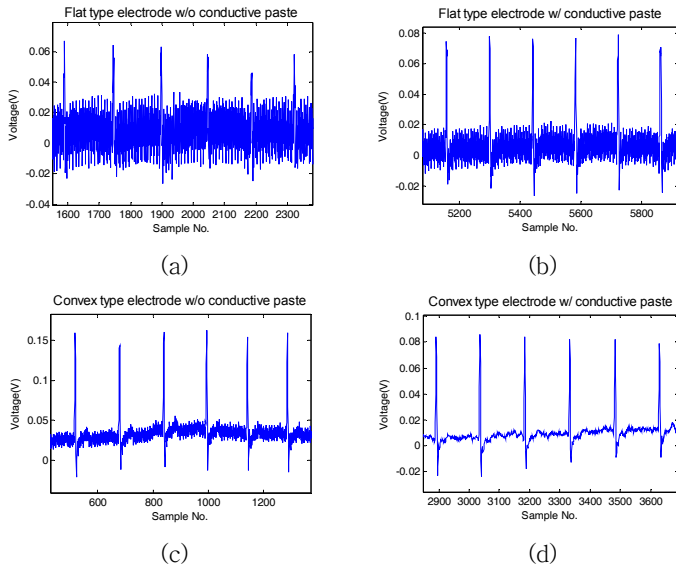 Flat type electrode w/o conductive paste
0.06
0.04
0.02
0
-0.02
-0.04
Voltage(V)
1600 1700 1800 1900 2000 2100 2200 2300
Sample No.
(a)
Flat type electrode w/ conductive paste
0.08
0.06
0.04
0.02
0
-0.02
Voltage(V)
5200 5400 5600 5800
Sample No.
(b)
Convex type electrode w/o conductive paste
0.15
0.1
0.05
0
Voltage(V)
600 800 1000 1200
Sample No.
(c)
Convex type electrode w/ conductive paste
0.1
0.08
0.06
0.04
0.02
0
-0.02
Voltage(V)
2900 3000 3100 3200 3300 3400 3500 3600
Sample No.
(d)